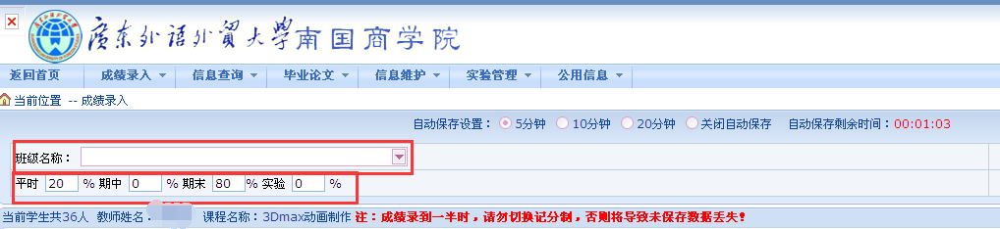 廣东外语外贸大学南国商学院
返回首页 成绩录入 信息查询 毕业论文 信息维护 实验管理 公用信息
当前位置 -- 成绩录入
自动保存设置： 5分钟 10分钟 20分钟 关闭自动保存 自动保存剩余时间：00:01:03
班级名称：
平时 20 % 期中 0 % 期末 80 % 实验 0 %
当前学生共36人 教师姓名： 课程名称：3Dmax动画制作 注：成绩录到一半时，请勿切换记分制，否则将导致未保存数据丢失！